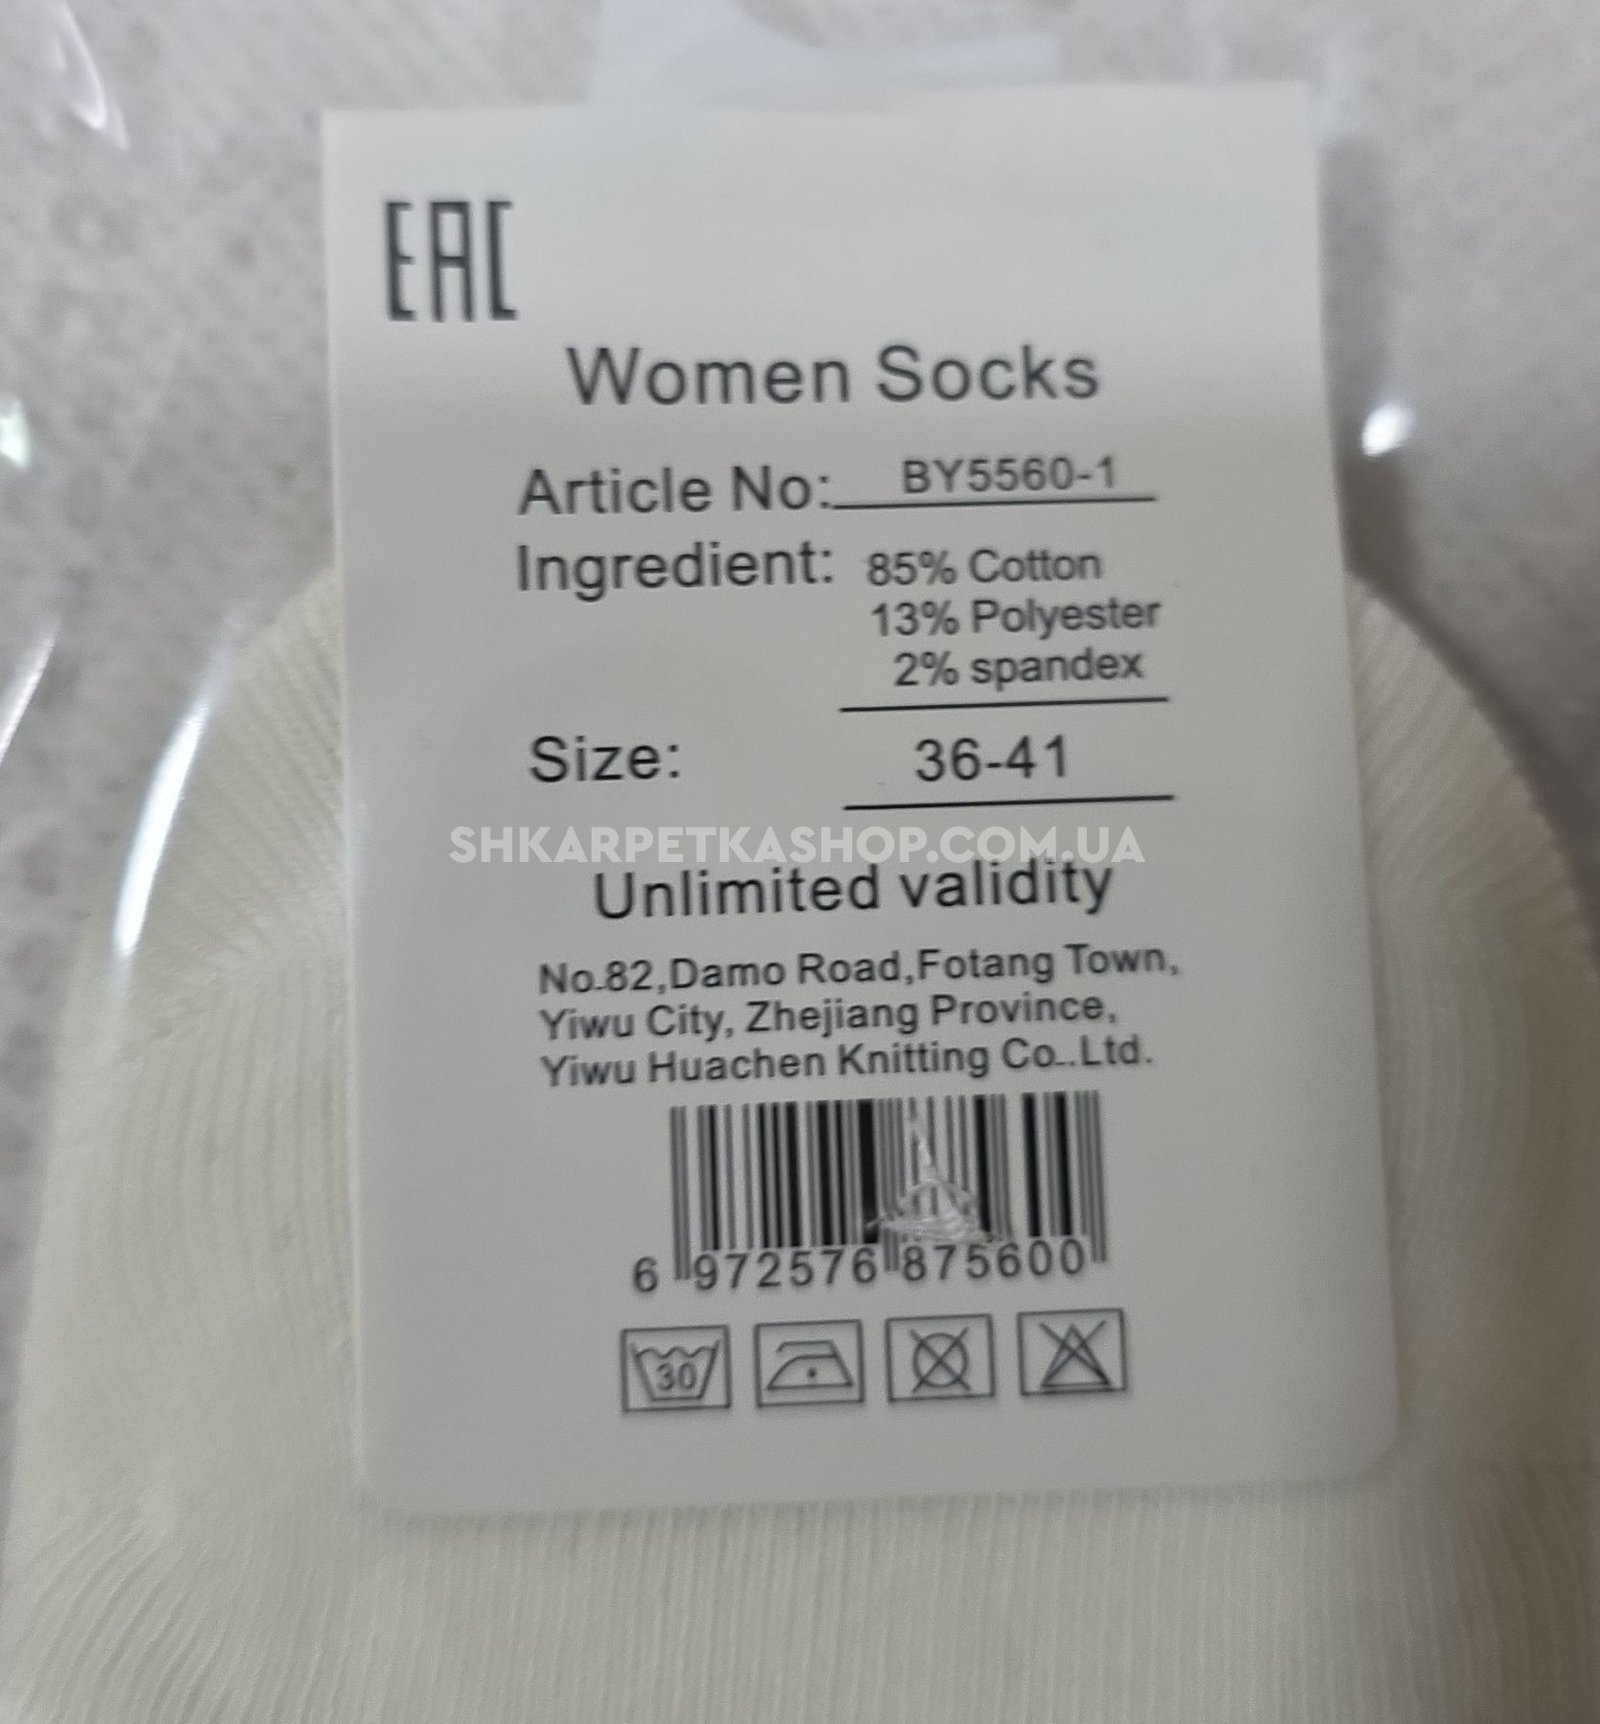 EAC
Women Socks
Article No: BY5560-1
Ingredient: 85% Cotton
13% Polyester
2% spandex
Size: 36-41
SHKARPETKASHOP.COM.UA
Unlimited validity
No.82,Damo Road,Fotang Town,
Yiwu City, Zhejiang Province,
Yiwu Huachen Knitting Co..Ltd.
6 972576 875600
30